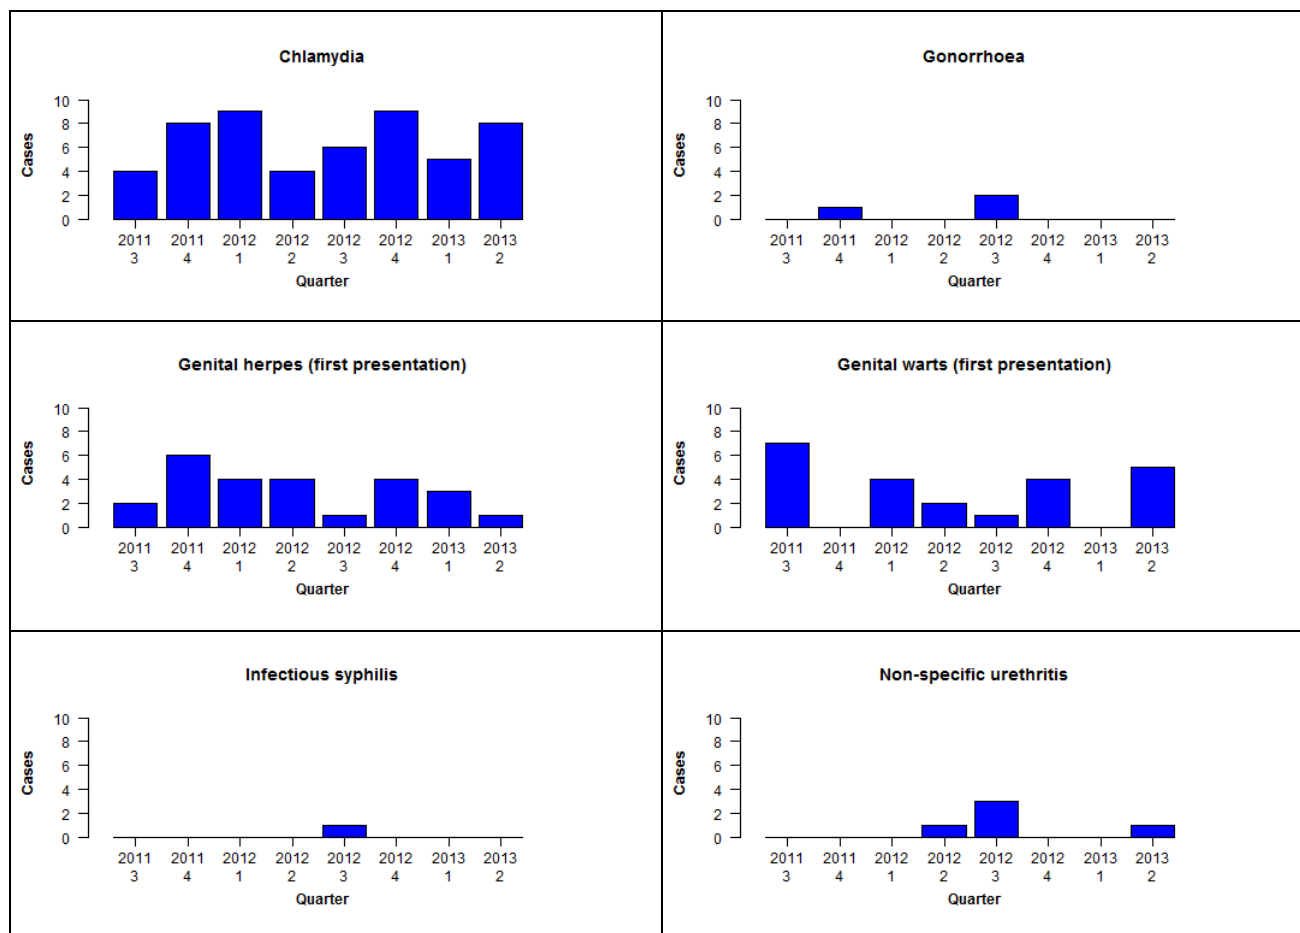 Chlamydia
10
8
6
4
2
0
Cases
2011 2011 2012 2012 2012 2012 2013 2013
3 4 1 2 3 4 1 2
Quarter
Gonorrhoea
10
8
6
4
2
0
Cases
2011 2011 2012 2012 2012 2012 2013 2013
3 4 1 2 3 4 1 2
Quarter
Genital herpes (first presentation)
10
8
6
4
2
0
Cases
2011 2011 2012 2012 2012 2012 2013 2013
3 4 1 2 3 4 1 2
Quarter
Genital warts (first presentation)
10
8
6
4
2
0
Cases
2011 2011 2012 2012 2012 2012 2013 2013
3 4 1 2 3 4 1 2
Quarter
Infectious syphilis
10
8
6
4
2
0
Cases
2011 2011 2012 2012 2012 2012 2013 2013
3 4 1 2 3 4 1 2
Quarter
Non-specific urethritis
10
8
6
4
2
0
Cases
2011 2011 2012 2012 2012 2012 2013 2013
3 4 1 2 3 4 1 2
Quarter